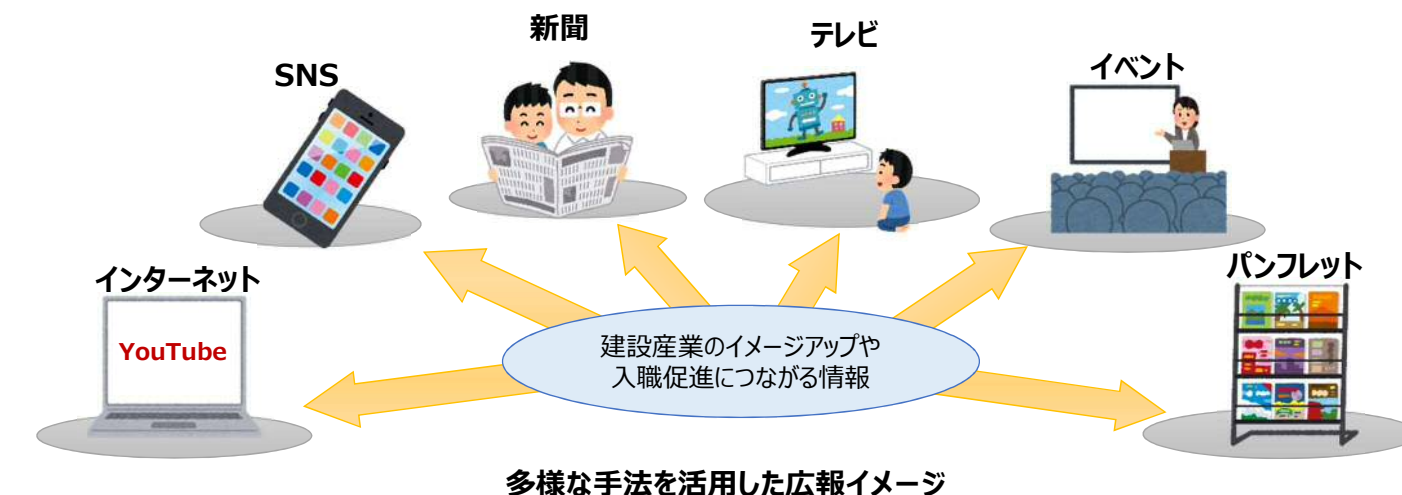 新聞
テレビ
SNS
イベント
インターネット
パンフレット
YouTube
建設産業のイメージアップや
入職促進につながる情報
多様な手法を活用した広報イメージ